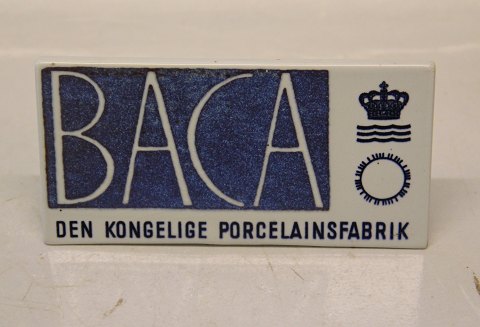 BACA
DEN KONGELIGE PORCELAINSFABRIK